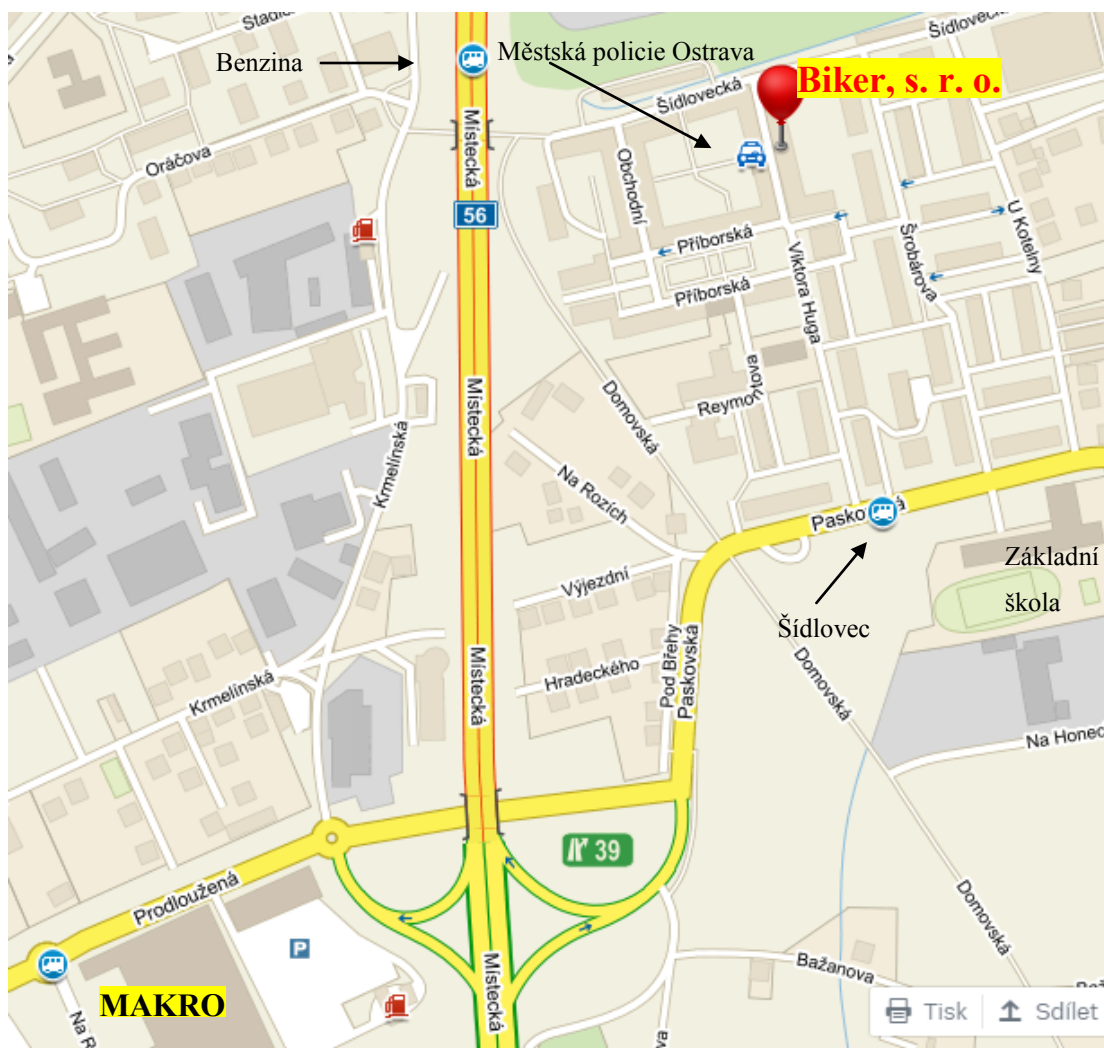 Stadio
Šídlovecká
Benzina
Městská policie Ostrava
Biker, s. r. o.
Šídlovecká
Místecká
Oráčova
Obchodní
56
U Kotelny
Příborská
Šrobárova
Viktora Huga
Příborská
Místecká
Domovská
Reymontova
Krmelínská
Na Rozích
Paskovská
Základní
škola
Výjezdní
Šídlovec
Místecká
Pod Břehy
Paskovská
Domovská
Hradeckého
Krmelínská
Na Honec
39
Prodloužená
Domovská
P
Místecká
Bažanova
MAKRO
Na R
Tisk
Sdílet